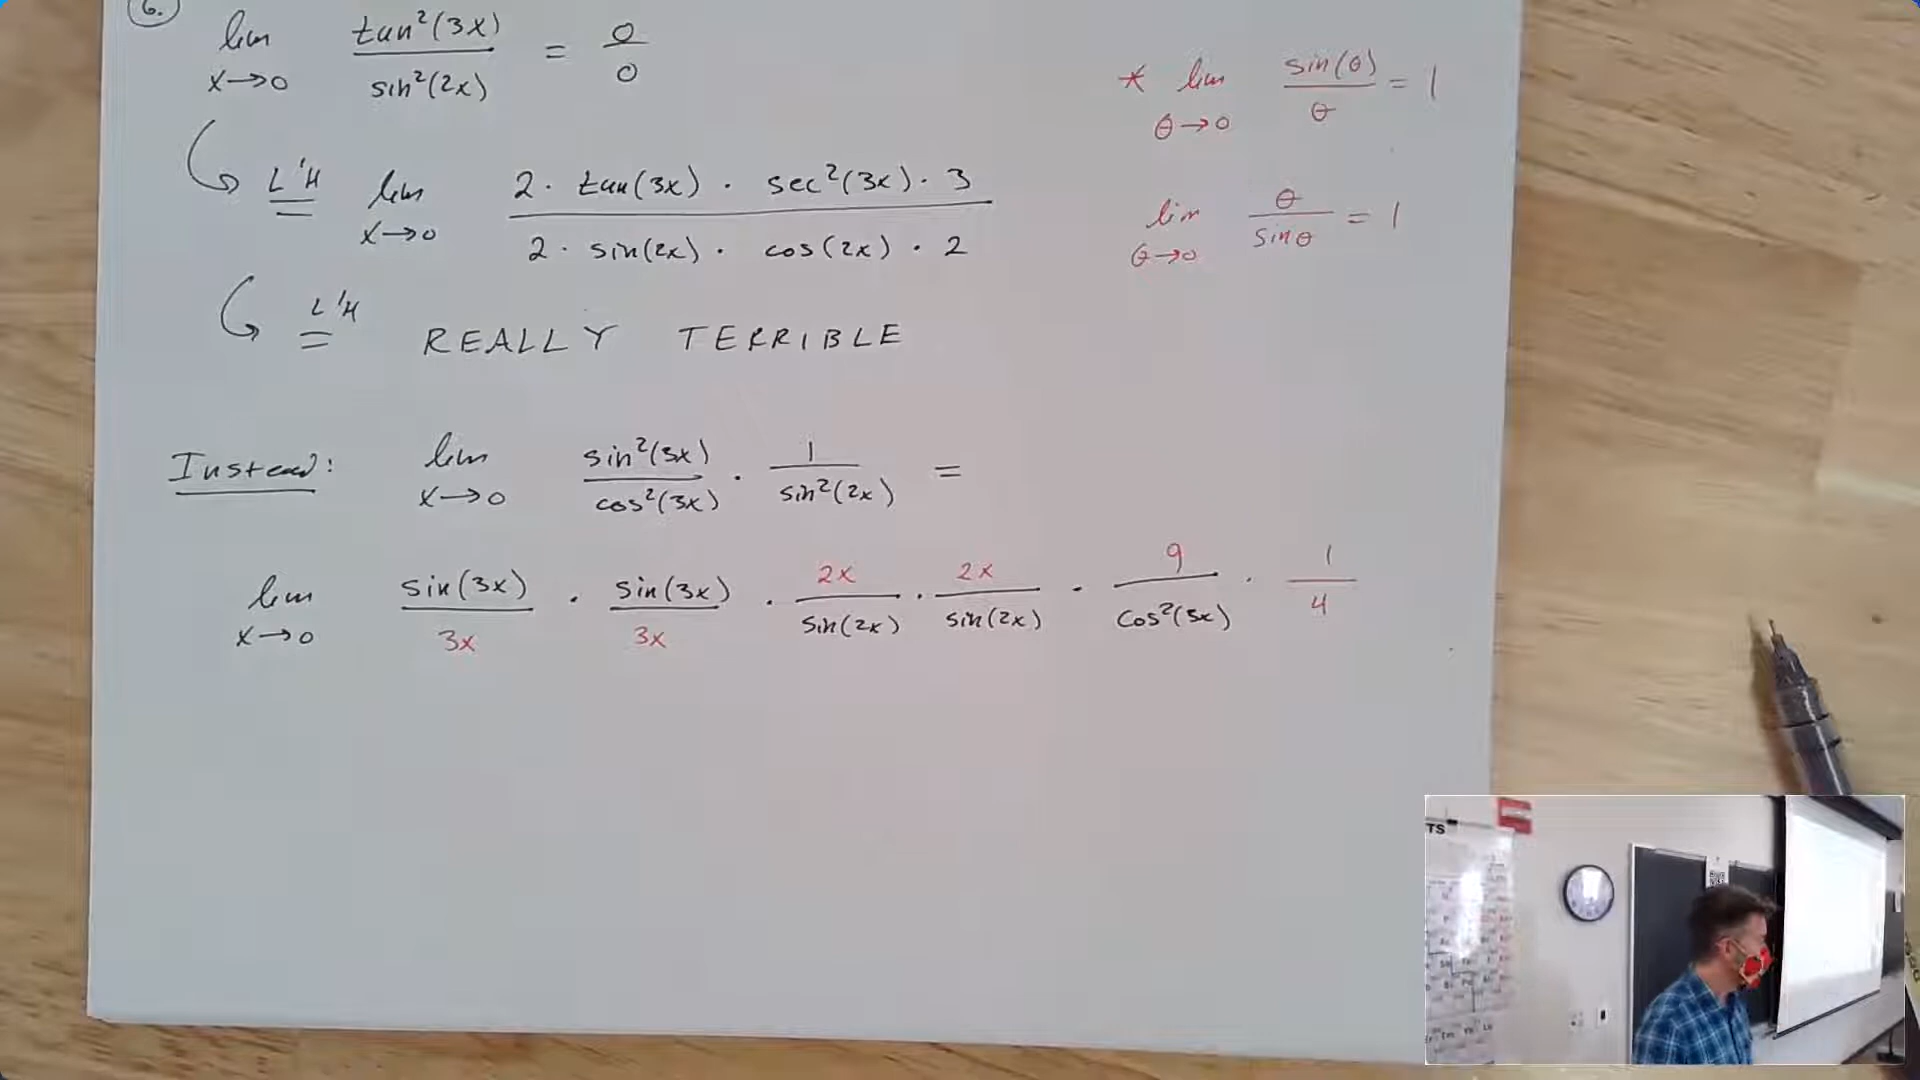 6.
lim x→0 tan²(3x) / sin²(2x) = 0/0
L'H = lim x→0 2 · tan(3x) · sec²(3x) · 3 / 2 · sin(2x) · cos(2x) · 2
L'H = REALLY TERRIBLE
* lim θ→0 sin(θ)/θ = 1
lim θ→0 θ/sinθ = 1
Instead: lim x→0 sin²(3x)/cos²(3x) · 1/sin²(2x) =
lim x→0 sin(3x)/3x · sin(3x)/3x · 2x/sin(2x) · 2x/sin(2x) · 9/cos²(3x) · 1/4
TS